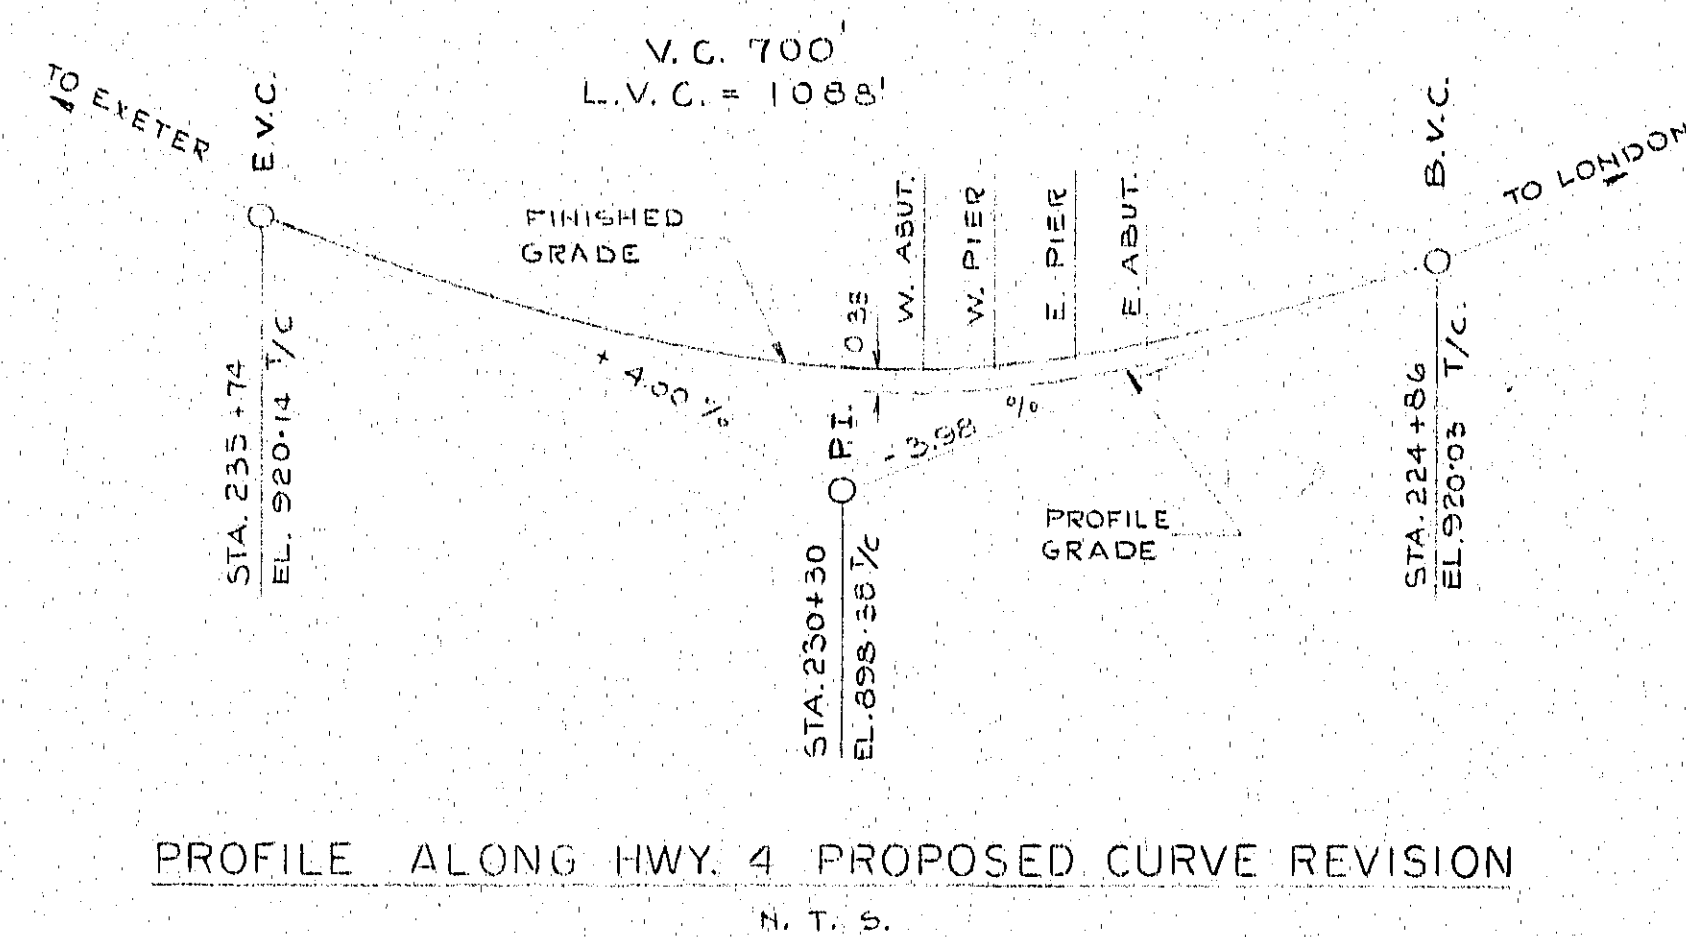 V.C. 700'
L.V.C. = 1088'
TO EXETER
E.V.C.
B.V.C.
TO LONDON
FINISHED
GRADE
0.38
W. ABUT.
W. PIER
E. PIER
E. ABUT.
+ 4.00 %
- 3.98 %
P.I.
STA. 235+74
EL. 920.14 T/C
STA. 230+30
EL. 898.38 T/C
STA. 224+86
EL. 920.03 T/C.
PROFILE
GRADE
PROFILE ALONG HWY. 4 PROPOSED CURVE REVISION
N. T. S.